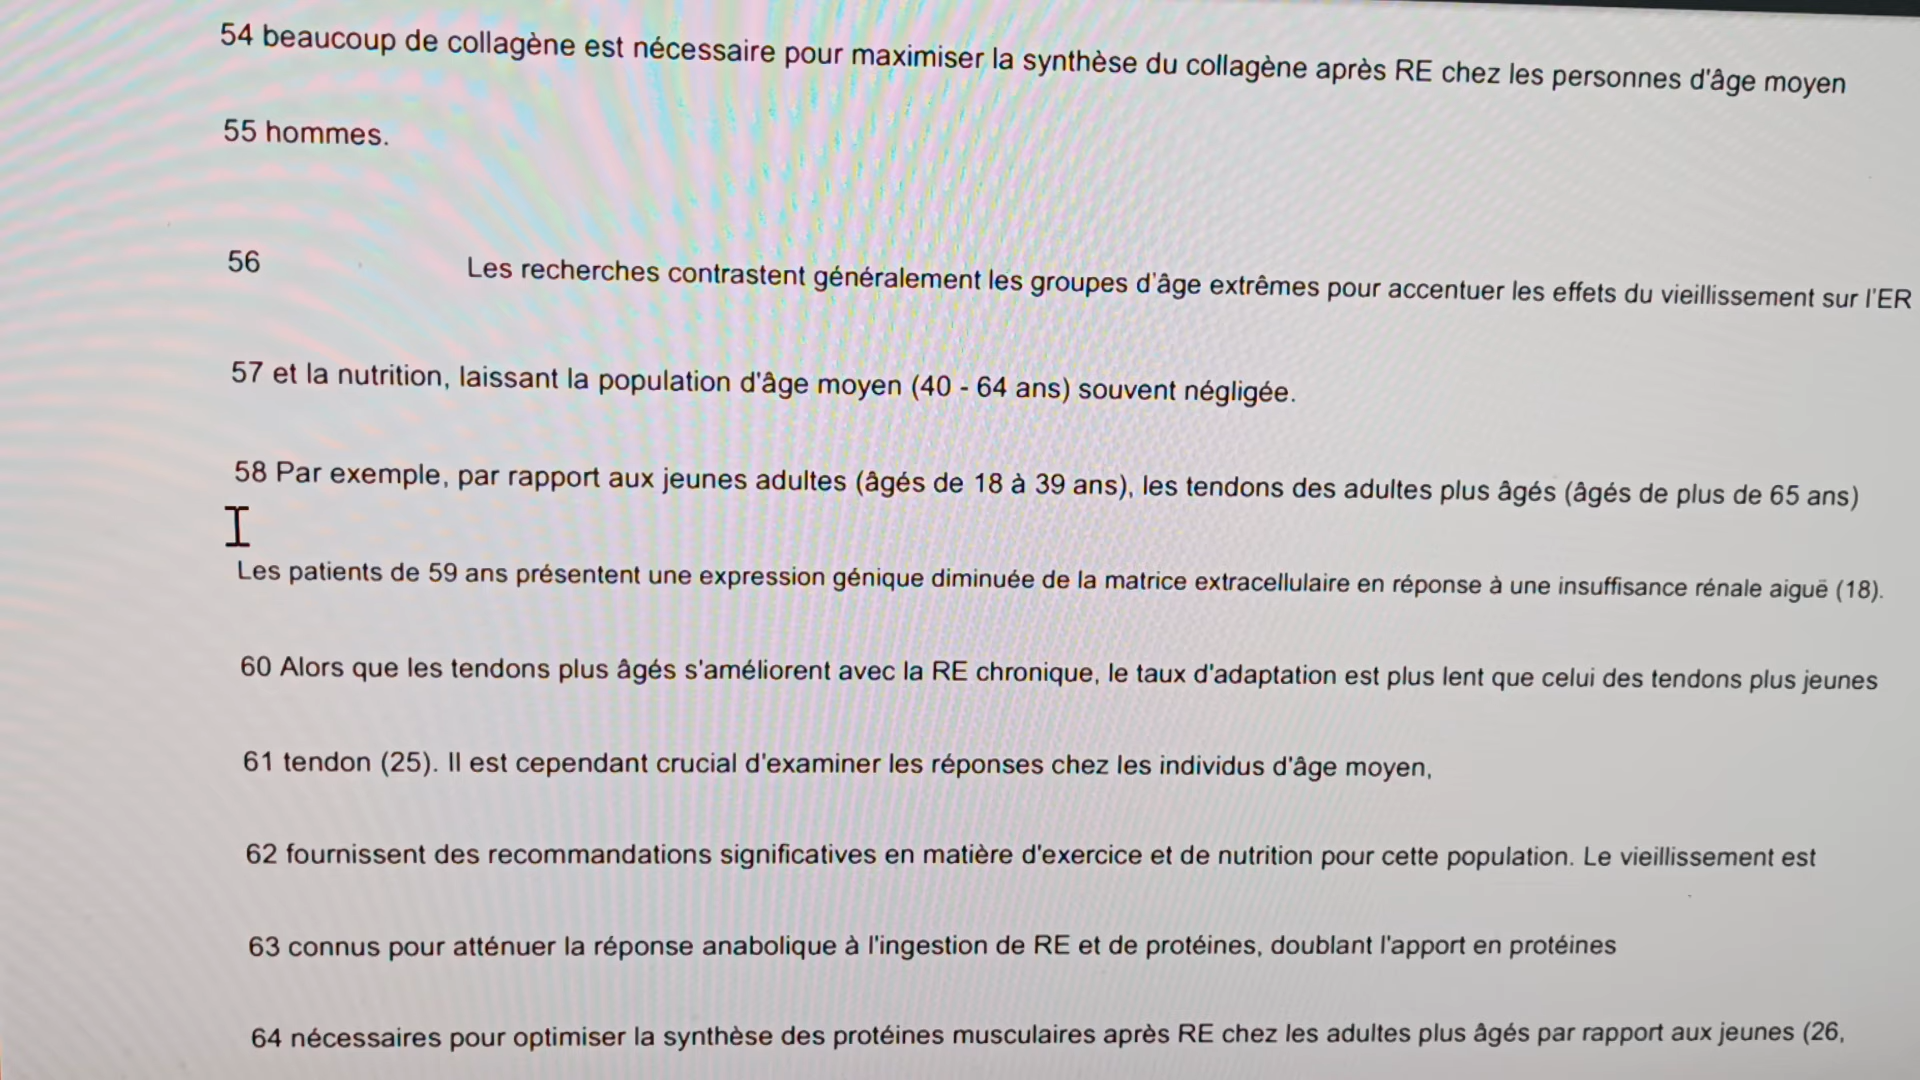 54 beaucoup de collagène est nécessaire pour maximiser la synthèse du collagène après RE chez les personnes d'âge moyen
55 hommes.
56 Les recherches contrastent généralement les groupes d'âge extrêmes pour accentuer les effets du vieillissement sur l'ER
57 et la nutrition, laissant la population d'âge moyen (40 - 64 ans) souvent négligée.
58 Par exemple, par rapport aux jeunes adultes (âgés de 18 à 39 ans), les tendons des adultes plus âgés (âgés de plus de 65 ans)
Les patients de 59 ans présentent une expression génique diminuée de la matrice extracellulaire en réponse à une insuffisance rénale aiguë (18).
60 Alors que les tendons plus âgés s'améliorent avec la RE chronique, le taux d'adaptation est plus lent que celui des tendons plus jeunes
61 tendon (25). Il est cependant crucial d'examiner les réponses chez les individus d'âge moyen,
62 fournissent des recommandations significatives en matière d'exercice et de nutrition pour cette population. Le vieillissement est
63 connus pour atténuer la réponse anabolique à l'ingestion de RE et de protéines, doublant l'apport en protéines
64 nécessaires pour optimiser la synthèse des protéines musculaires après RE chez les adultes plus âgés par rapport aux jeunes (26,